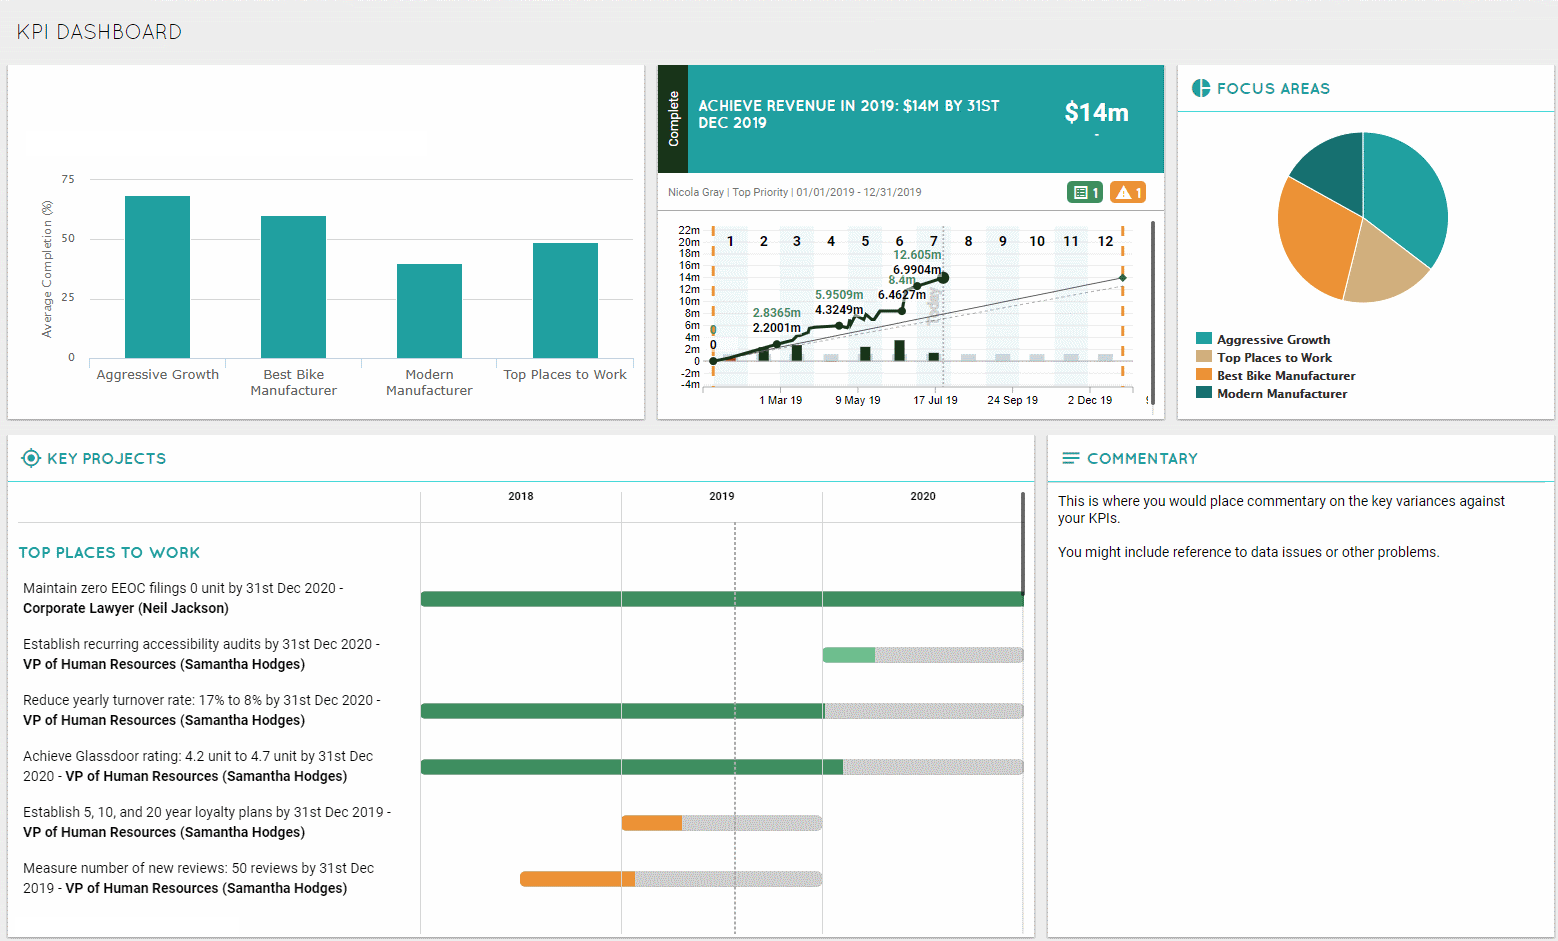 KPI DASHBOARD
75
50
25
0
Average Completion (%)
Aggressive Growth
Best Bike
Manufacturer
Modern
Manufacturer
Top Places to Work
Complete
ACHIEVE REVENUE IN 2019: $14M BY 31ST
DEC 2019
$14m
-
Nicola Gray | Top Priority | 01/01/2019 - 12/31/2019
1
1
22m
20m
18m
16m
14m
12m
10m
8m
6m
4m
2m
0
-2m
-4m
1 2 3 4 5 6 7 8 9 10 11 12
12.605m
6.9904m
8.4m
6.4627m
5.9509m
4.3249m
2.8365m
2.2001m
0
0
1 Mar 19
9 May 19
17 Jul 19
24 Sep 19
2 Dec 19
FOCUS AREAS
Aggressive Growth
Top Places to Work
Best Bike Manufacturer
Modern Manufacturer
KEY PROJECTS
2018 2019 2020
TOP PLACES TO WORK
Maintain zero EEOC filings 0 unit by 31st Dec 2020 -
Corporate Lawyer (Neil Jackson)
Establish recurring accessibility audits by 31st Dec 2020 -
VP of Human Resources (Samantha Hodges)
Reduce yearly turnover rate: 17% to 8% by 31st Dec 2020 -
VP of Human Resources (Samantha Hodges)
Achieve Glassdoor rating: 4.2 unit to 4.7 unit by 31st Dec
2020 - VP of Human Resources (Samantha Hodges)
Establish 5, 10, and 20 year loyalty plans by 31st Dec 2019 -
VP of Human Resources (Samantha Hodges)
Measure number of new reviews: 50 reviews by 31st Dec
2019 - VP of Human Resources (Samantha Hodges)
COMMENTARY
This is where you would place commentary on the key variances against
your KPIs.
You might include reference to data issues or other problems.